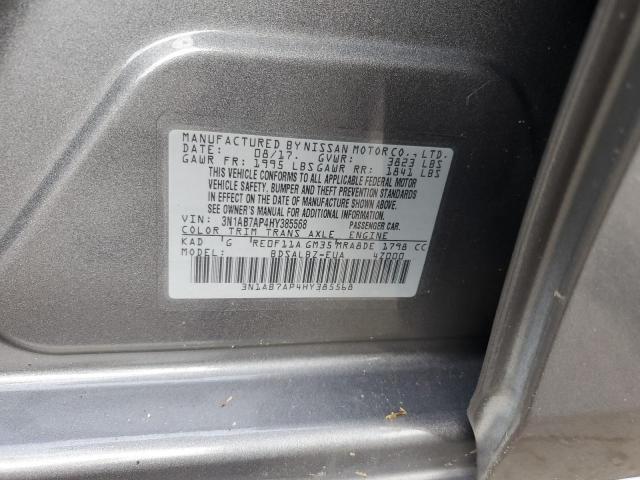 MANUFACTURED BY NISSAN MOTOR CO., LTD.
DATE: 08/17. GVWR: 3823 LBS
GAWR FR: 1995 LBS GAWR RR: 1841 LBS
THIS VEHICLE CONFORMS TO ALL APPLICABLE FEDERAL MOTOR
VEHICLE SAFETY, BUMPER AND THEFT PREVENTION STANDARDS
IN EFFECT ON THE DATE OF MANUFACTURE SHOWN ABOVE.
SEE OWNER'S MANUAL FOR ADDITIONAL INFORMATION.
VIN: 3N1AB7AP4HY385568 PASSENGER CAR.
COLOR TRIM TRANS AXLE ENGINE
KAD G RE0F11A GM35 MRA8DE 1798 CC
MODEL: BDSALBZ-EUA 4Z000
3N1AB7AP4HY385568